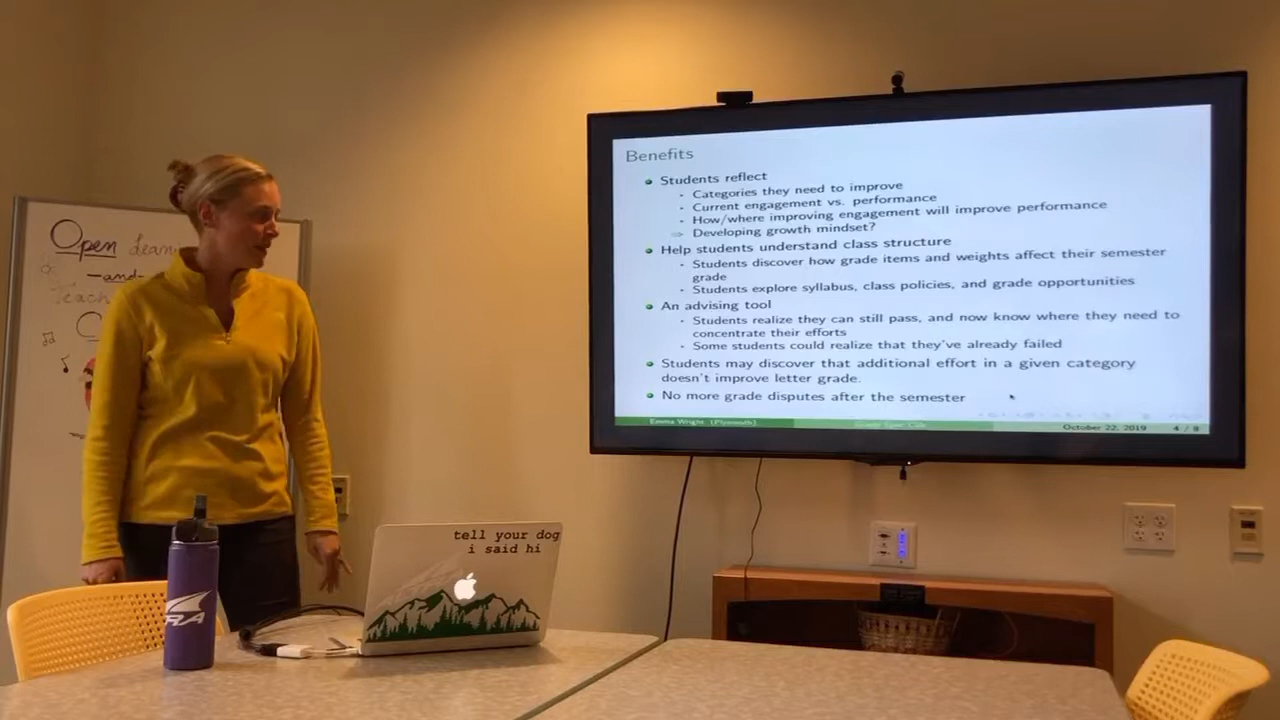 Open Learn
-and-
Teach
Benefits
Students reflect
- Categories they need to improve
- Current engagement vs. performance
- How/where improving engagement will improve performance
⇒ Developing growth mindset?
Help students understand class structure
- Students discover how grade items and weights affect their semester
grade
- Students explore syllabus, class policies, and grade opportunities
An advising tool
- Students realize they can still pass, and now know where they need to
concentrate their efforts
- Some students could realize that they've already failed
Students may discover that additional effort in a given category
doesn't improve letter grade.
No more grade disputes after the semester
Emma Wright (Plymouth)
October 22, 2019 4 / 8
tell your dog
i said hi
RA